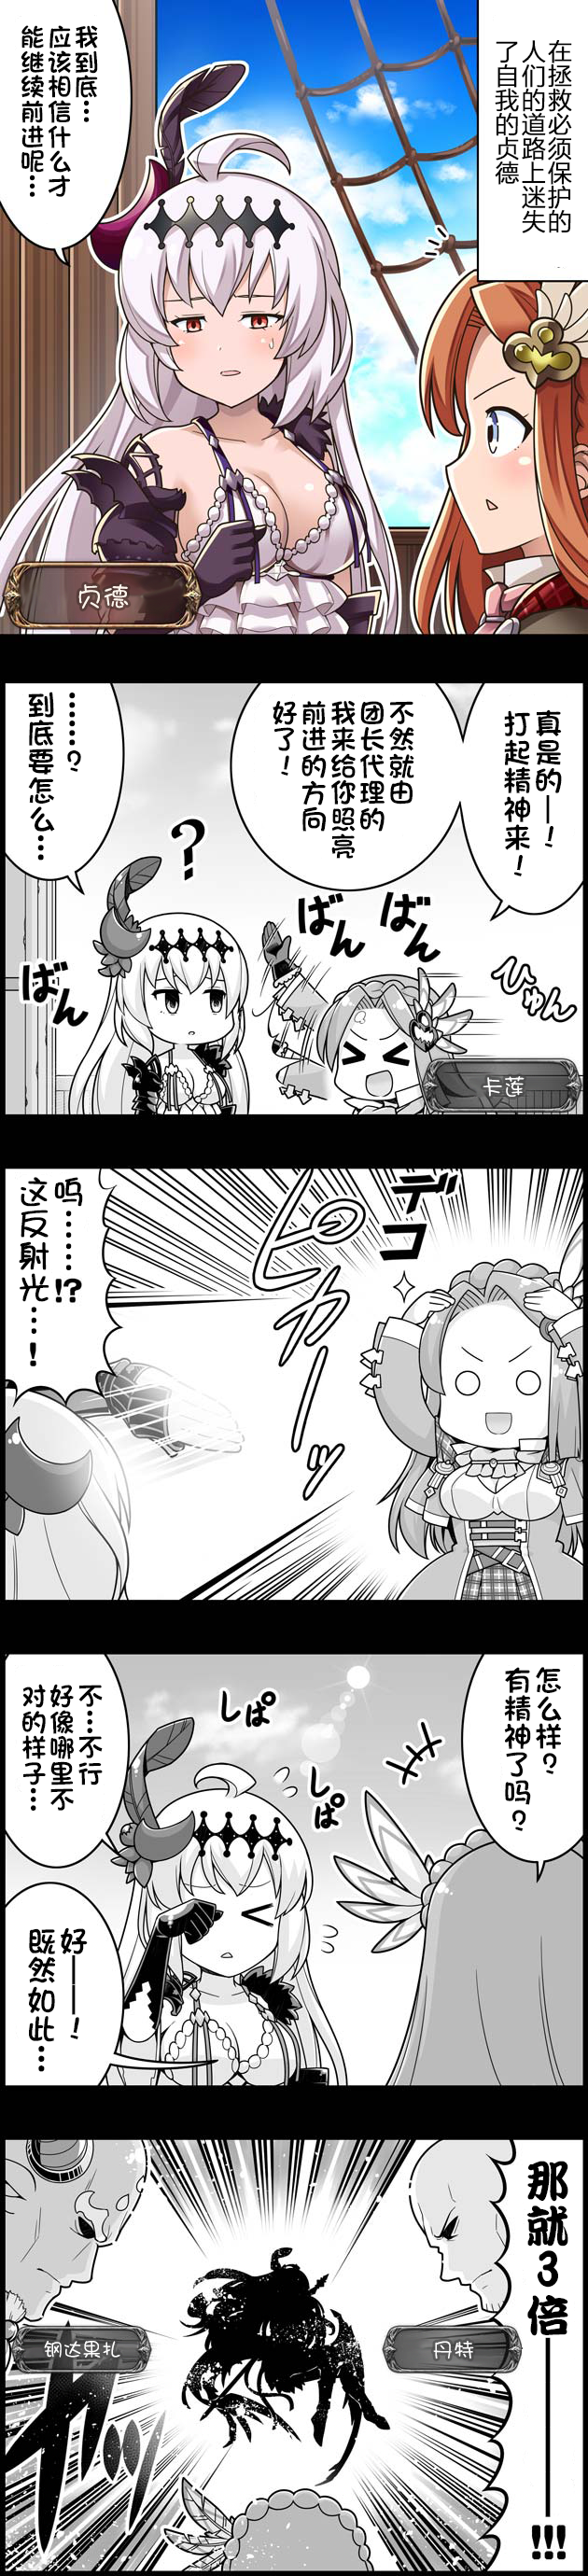 在拯救必须保护的
人们的道路上迷失
了自我的贞德
我到底…
应该相信什么才
能继续前进呢…
贞德
真是的—！
打起精神来！
不然就由
团长代理的
我来给你照亮
前进的方向
好了！
……？
到底要怎么…
？
ばん
ばん
ばん
ひゅん
卡莲
デコ
ピカーッ
呜……⁉
这反射光…！
怎么样？
有精神了吗？
しぱ
しぱ
不…不行
好像哪里不
对的样子…
好——！
既然如此…
那就3倍——!!!
钢达果扎
丹特
カッ